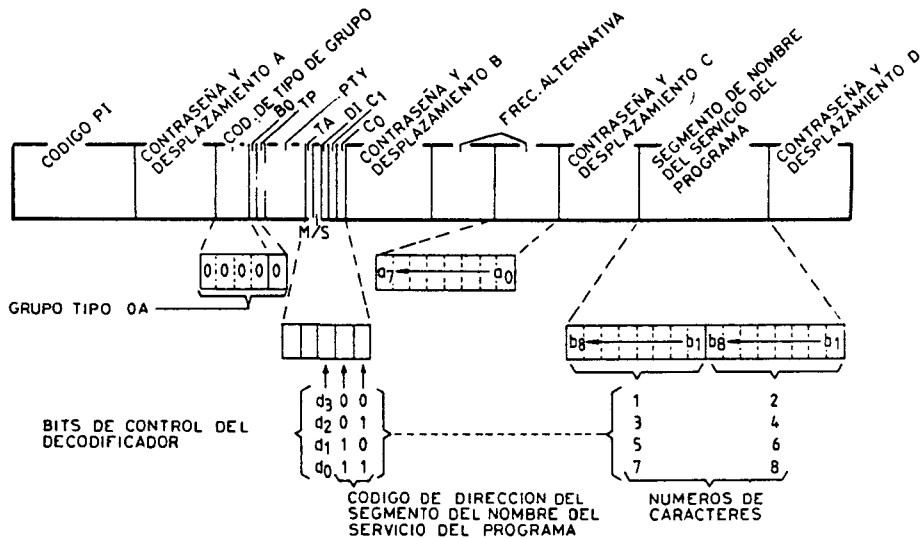 CODIGO PI
CONTRASEÑA Y
DESPLAZAMIENTO A
COD. DE TIPO DE GRUPO
B0
TP
PTY
TA
DI
C1
C0
CONTRASEÑA Y
DESPLAZAMIENTO B
FREC. ALTERNATIVA
CONTRASEÑA Y
DESPLAZAMIENTO C
SEGMENTO DE NOMBRE
DEL SERVICIO DEL
PROGRAMA
CONTRASEÑA Y
DESPLAZAMIENTO D
M/S
0 0 0 0 0
a7 a0
GRUPO TIPO 0A
b8 b1 b8 b1
d3 0 0 1 2
d2 0 1 3 4
d1 1 0 5 6
d0 1 1 7 8
BITS DE CONTROL DEL
DECODIFICADOR
CODIGO DE DIRECCION DEL
SEGMENTO DEL NOMBRE DEL
SERVICIO DEL PROGRAMA
NUMEROS DE
CARACTERES